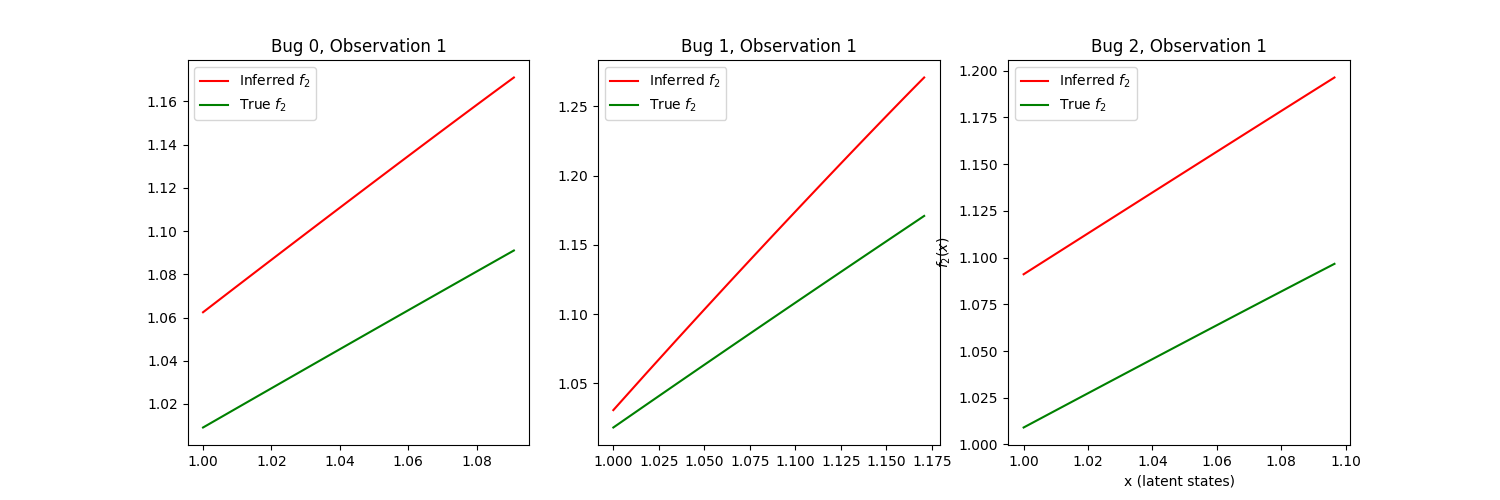 Bug 0, Observation 1
Inferred f₂
True f₂
1.16
1.14
1.12
1.10
1.08
1.06
1.04
1.02
1.00 1.02 1.04 1.06 1.08
Bug 1, Observation 1
Inferred f₂
True f₂
1.25
1.20
1.15
1.10
1.05
1.000 1.025 1.050 1.075 1.100 1.125 1.150 1.175
Bug 2, Observation 1
Inferred f₂
True f₂
f₂(x)
1.200
1.175
1.150
1.125
1.100
1.075
1.050
1.025
1.000
1.00 1.02 1.04 1.06 1.08 1.10
x (latent states)